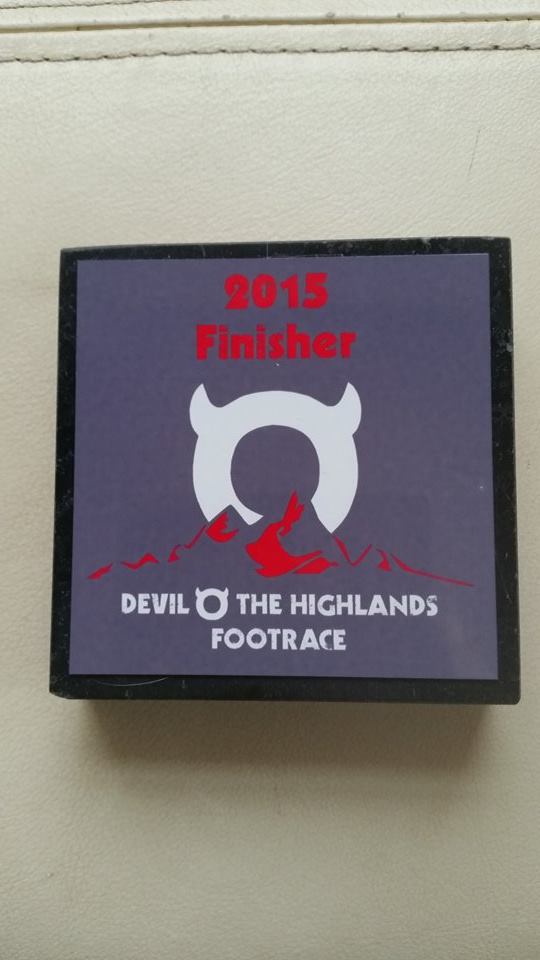 2015
Finisher
DEVIL O THE HIGHLANDS
FOOTRACE